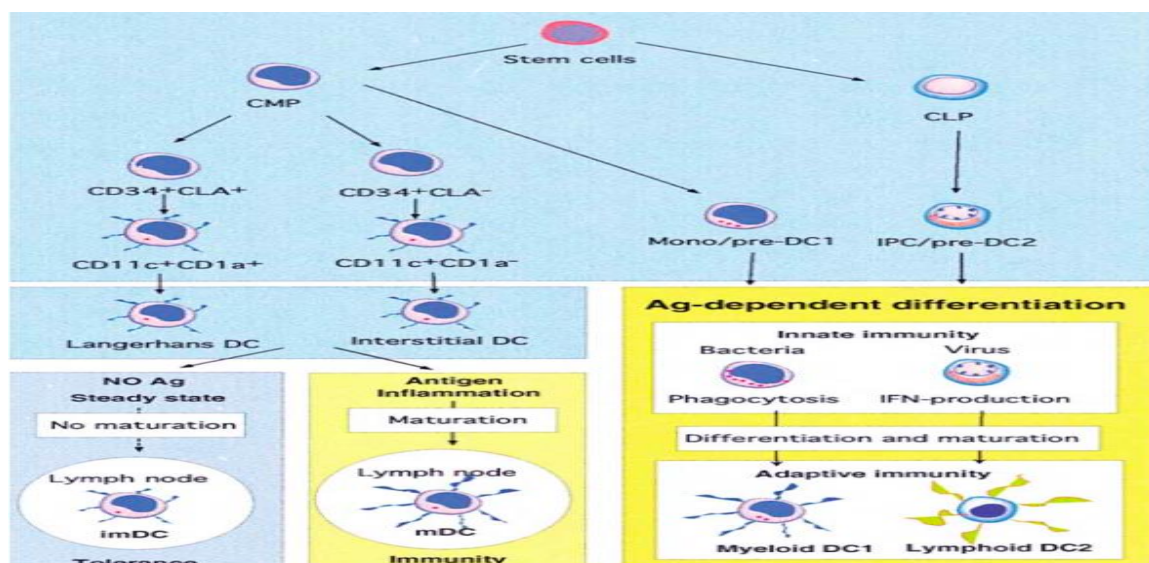 Stem cells
CMP
CLP
CD34+CLA+
CD34+CLA-
Mono/pre-DC1
IPC/pre-DC2
CD11c+CD1a+
CD11c+CD1a-
Langerhans DC
Interstitial DC
NO Ag
Steady state
No maturation
Lymph node
imDC
Tolerance
Antigen
Inflammation
Maturation
Lymph node
mDC
Immunity
Ag-dependent differentiation
Innate immunity
Bacteria
Virus
Phagocytosis
IFN-production
Differentiation and maturation
Adaptive immunity
Myeloid DC1
Lymphoid DC2